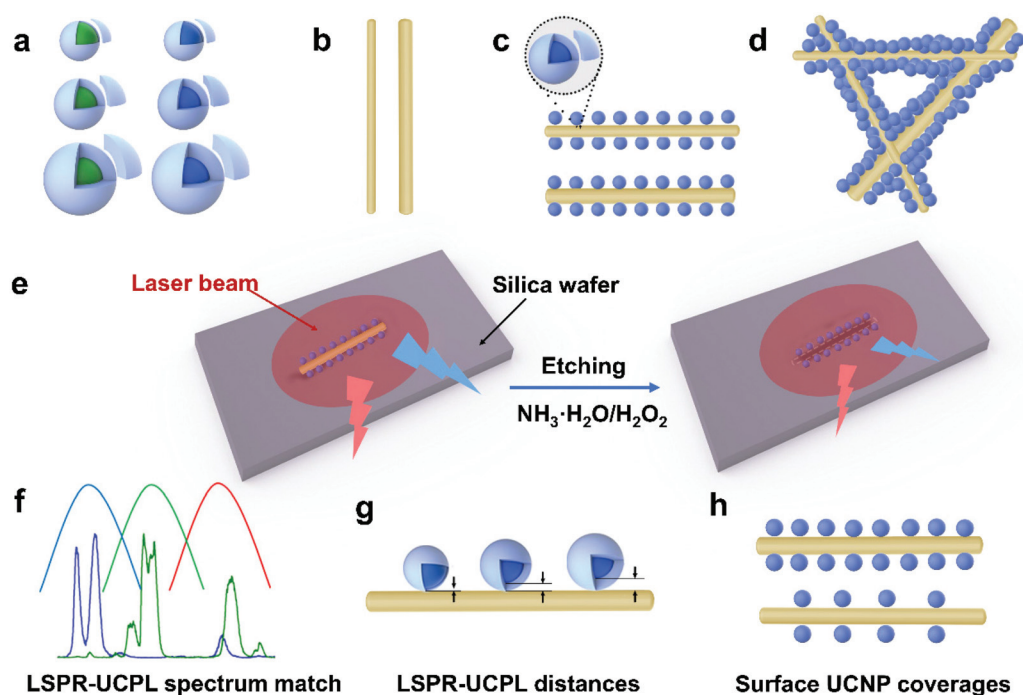 a
b
c
d
e
Laser beam
Silica wafer
Etching
NH₃·H₂O/H₂O₂
f
g
h
LSPR-UCPL spectrum match
LSPR-UCPL distances
Surface UCNP coverages